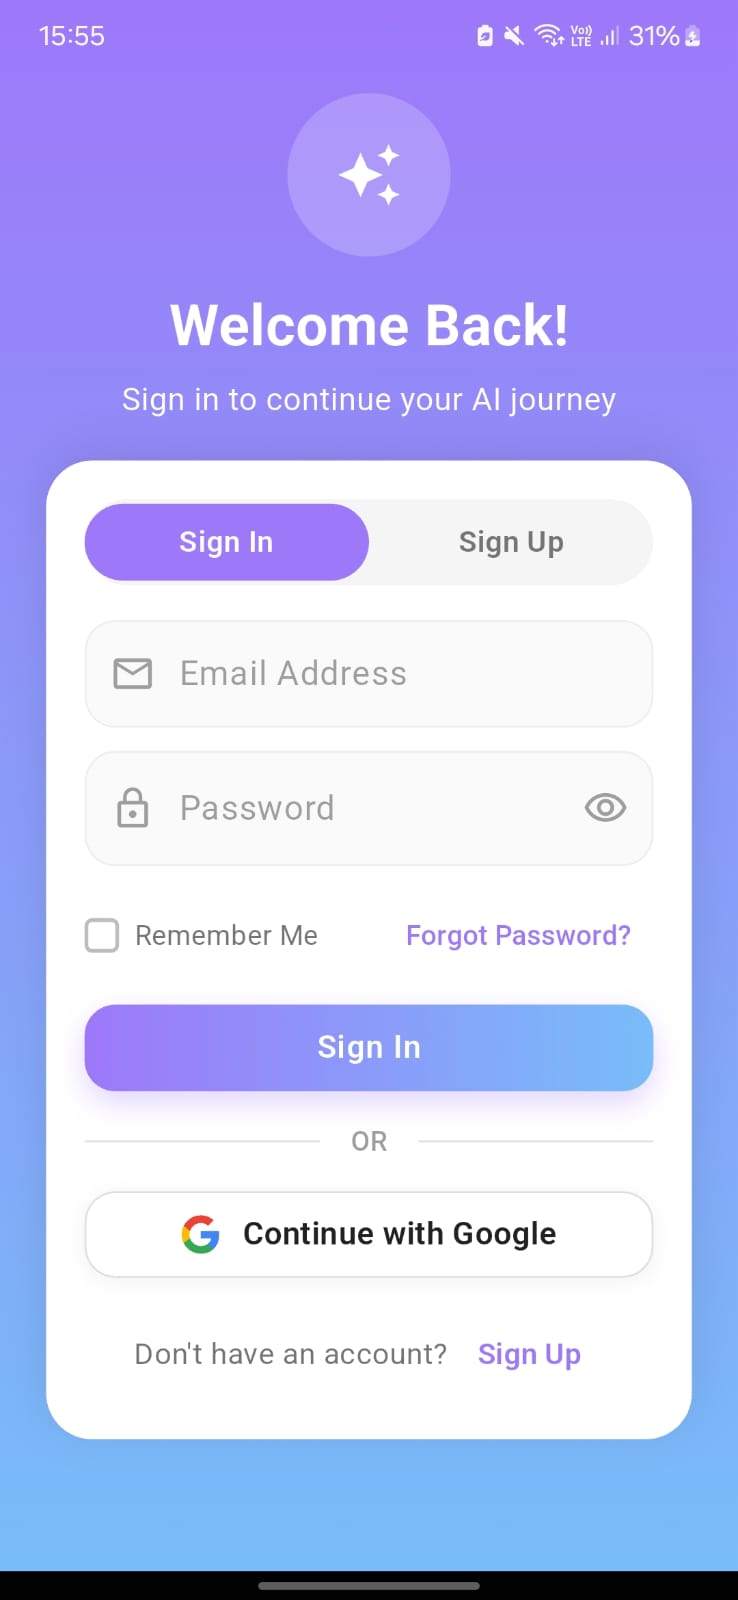 15:55
Vo)) LTE 31%
Welcome Back!
Sign in to continue your AI journey
Sign In
Sign Up
Email Address
Password
Remember Me
Forgot Password?
Sign In
OR
Continue with Google
Don't have an account? Sign Up